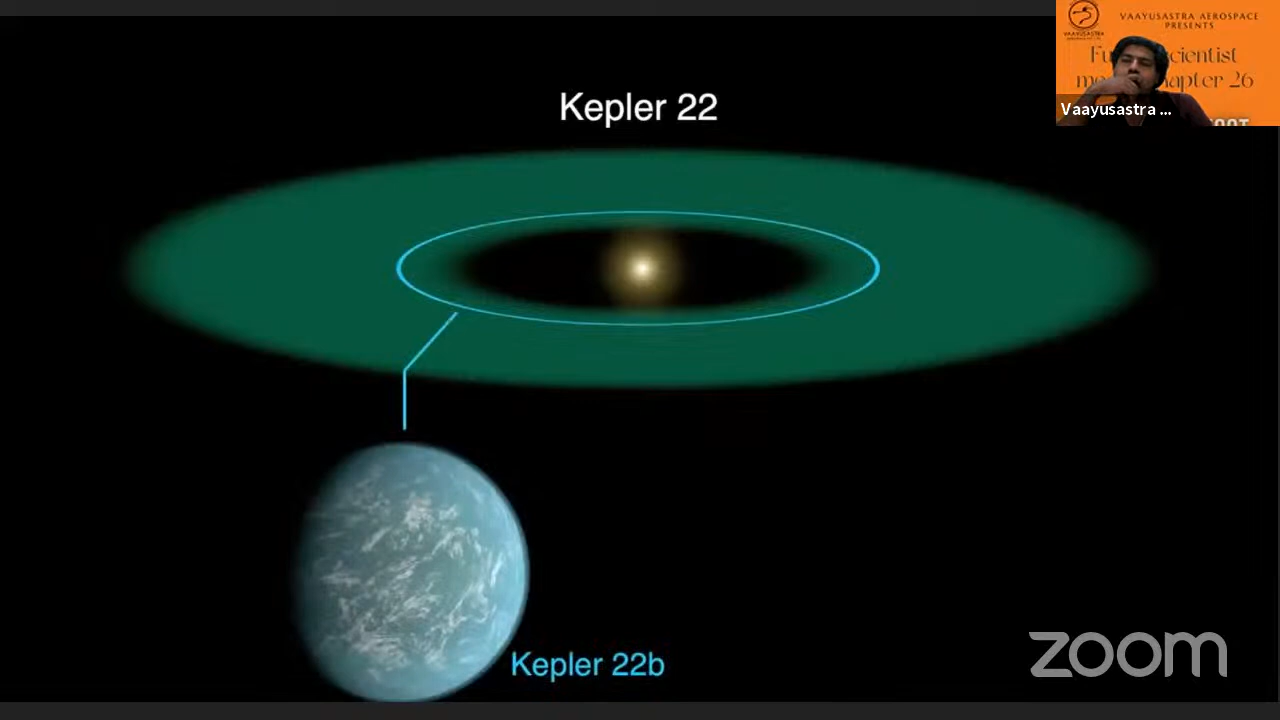 VAAYUSASTRA AEROSPACE
PRESENTS
Kepler 22
Vaayusastra ...
Kepler 22b
zoom